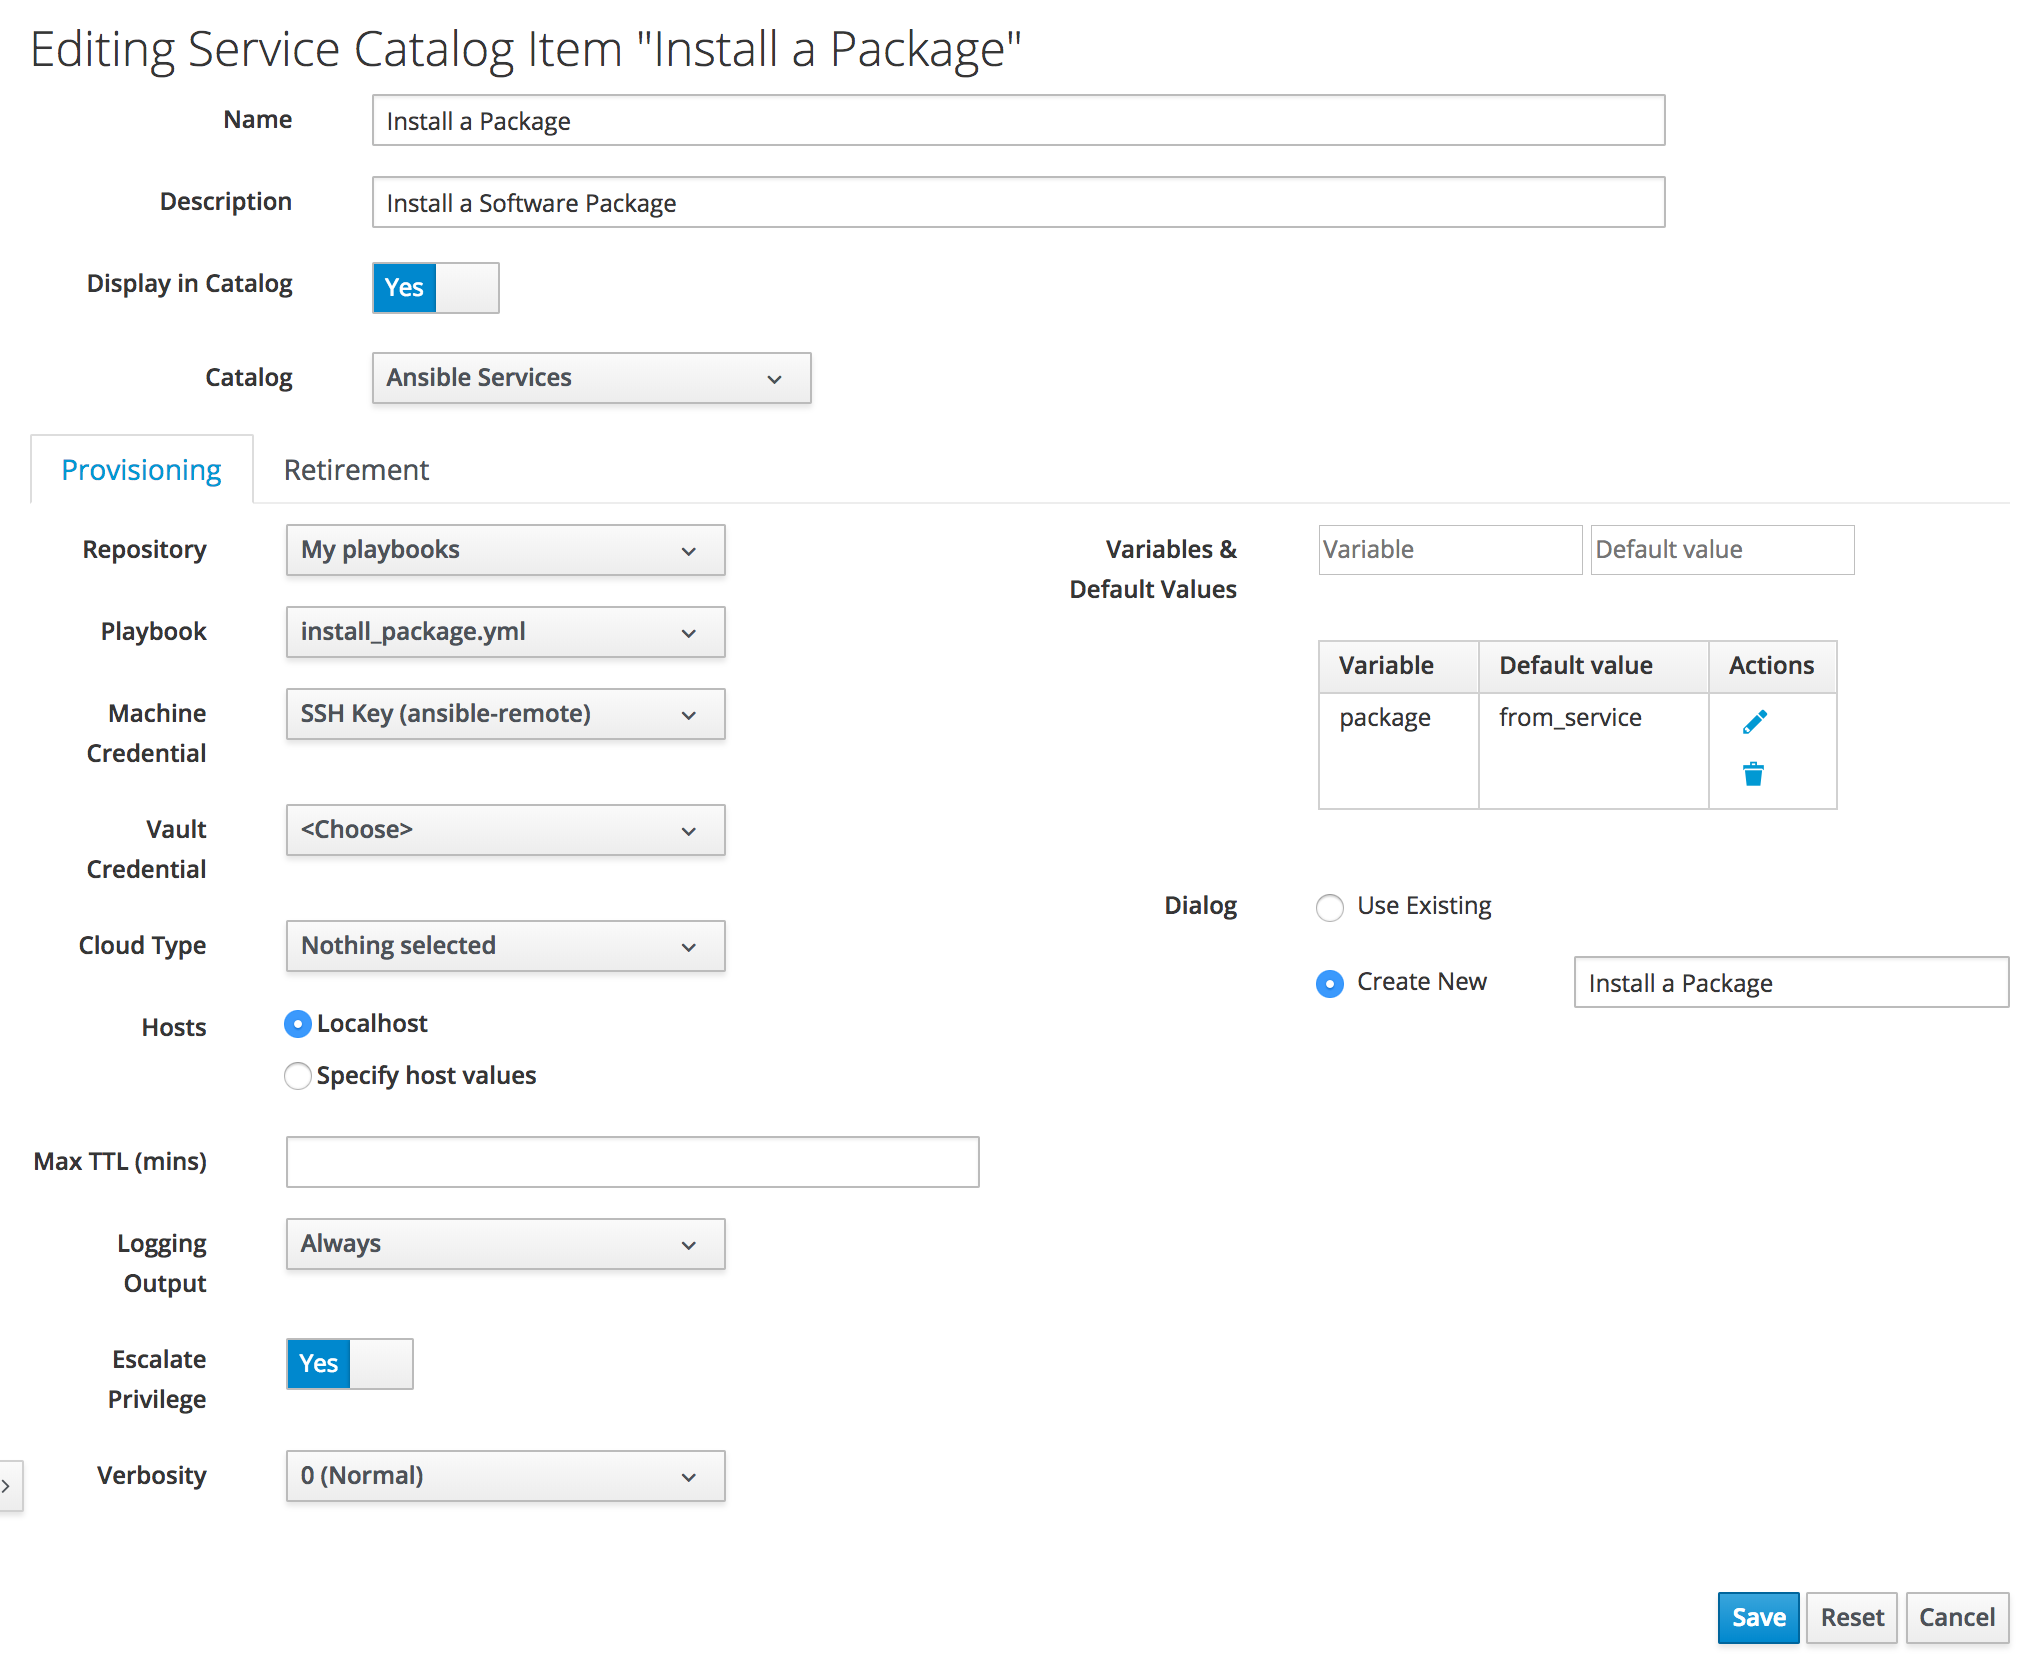 Editing Service Catalog Item "Install a Package"
Name
Install a Package
Description
Install a Software Package
Display in Catalog
Yes
Catalog
Ansible Services
Provisioning
Retirement
Repository
My playbooks
Playbook
install_package.yml
Machine
Credential
SSH Key (ansible-remote)
Vault
Credential
<Choose>
Cloud Type
Nothing selected
Hosts
Localhost
Specify host values
Max TTL (mins)
Logging
Output
Always
Escalate
Privilege
Yes
Verbosity
0 (Normal)
Variables &
Default Values
Variable
Default value
Variable Default value Actions
package from_service
Dialog
Use Existing
Create New
Install a Package
Save
Reset
Cancel